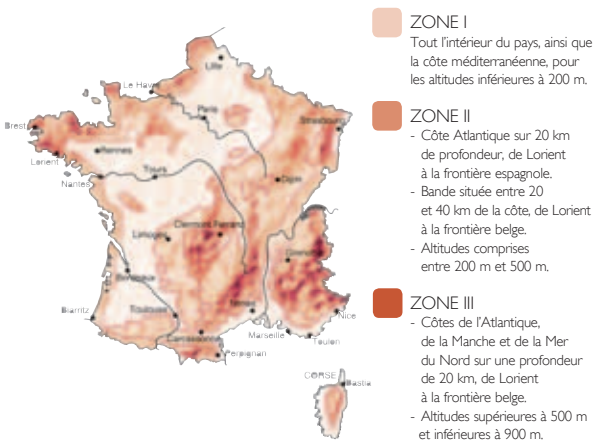 Lille
Le Havre
Paris
Strasbourg
Brest
Rennes
Lorient
Tours
Nantes
Dijon
Clermont Ferrand
Limoges
Grenoble
Bordeaux
Biarritz
Toulouse
Nimes
Nice
Carcassonne
Marseille
Toulon
Perpignan
CORSE
Bastia
ZONE I
Tout l'intérieur du pays, ainsi que
la côte méditerranéenne, pour
les altitudes inférieures à 200 m.
ZONE II
- Côte Atlantique sur 20 km
de profondeur, de Lorient
à la frontière espagnole.
- Bande située entre 20
et 40 km de la côte, de Lorient
à la frontière belge.
- Altitudes comprises
entre 200 m et 500 m.
ZONE III
- Côtes de l'Atlantique,
de la Manche et de la Mer
du Nord sur une profondeur
de 20 km, de Lorient
à la frontière belge.
- Altitudes supérieures à 500 m
et inférieures à 900 m.